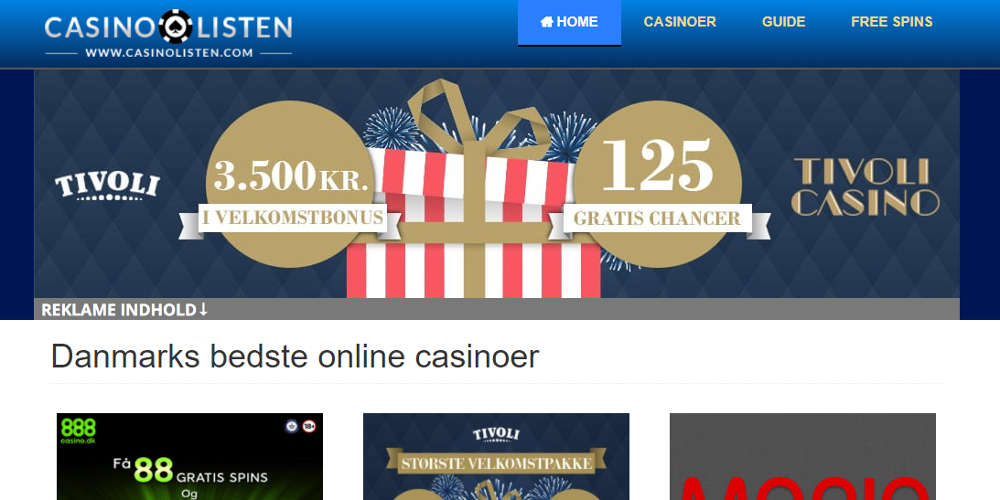 CASINO LISTEN
WWW.CASINOLISTEN.COM
HOME CASINOER GUIDE FREE SPINS
TIVOLI
3.500 KR.
I VELKOMSTBONUS
125
GRATIS CHANCER
TIVOLI
CASINO
REKLAME INDHOLD↓
Danmarks bedste online casinoer
888
casino.dk
18+
Få 88 GRATIS SPINS
Og
TIVOLI
STØRSTE VELKOMSTPAKKE